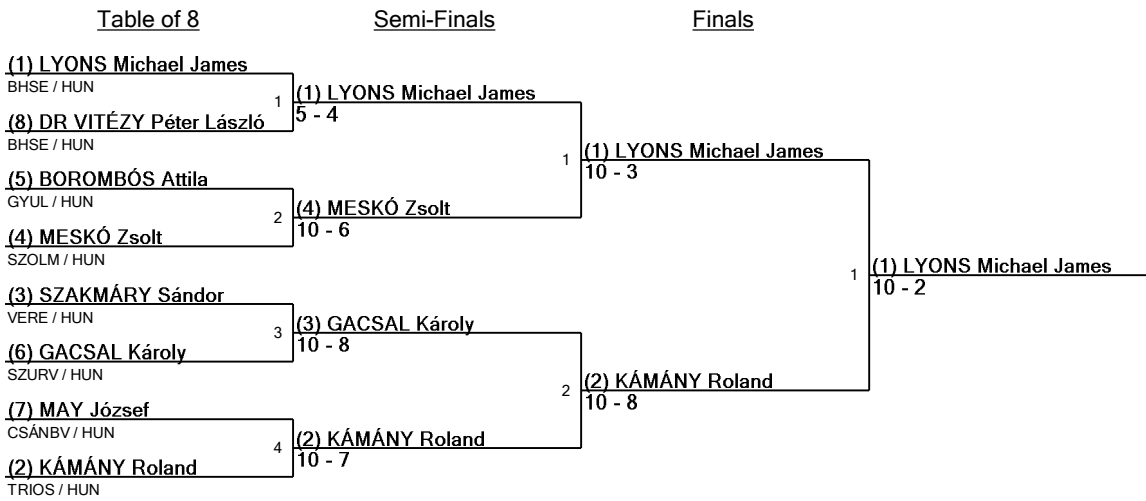 Table of 8
Semi-Finals
Finals
(1) LYONS Michael James
BHSE / HUN
1
(8) DR VITÉZY Péter László
BHSE / HUN
(5) BOROMBÓS Attila
GYUL / HUN
2
(4) MESKÓ Zsolt
SZOLM / HUN
(3) SZAKMÁRY Sándor
VERE / HUN
3
(6) GACSAL Károly
SZURV / HUN
(7) MAY József
CSÁNBV / HUN
4
(2) KÁMÁNY Roland
TRIOS / HUN
(1) LYONS Michael James
5 - 4
1
(4) MESKÓ Zsolt
10 - 6
(3) GACSAL Károly
10 - 8
2
(2) KÁMÁNY Roland
10 - 7
(1) LYONS Michael James
10 - 3
1
(2) KÁMÁNY Roland
10 - 8
(1) LYONS Michael James
10 - 2